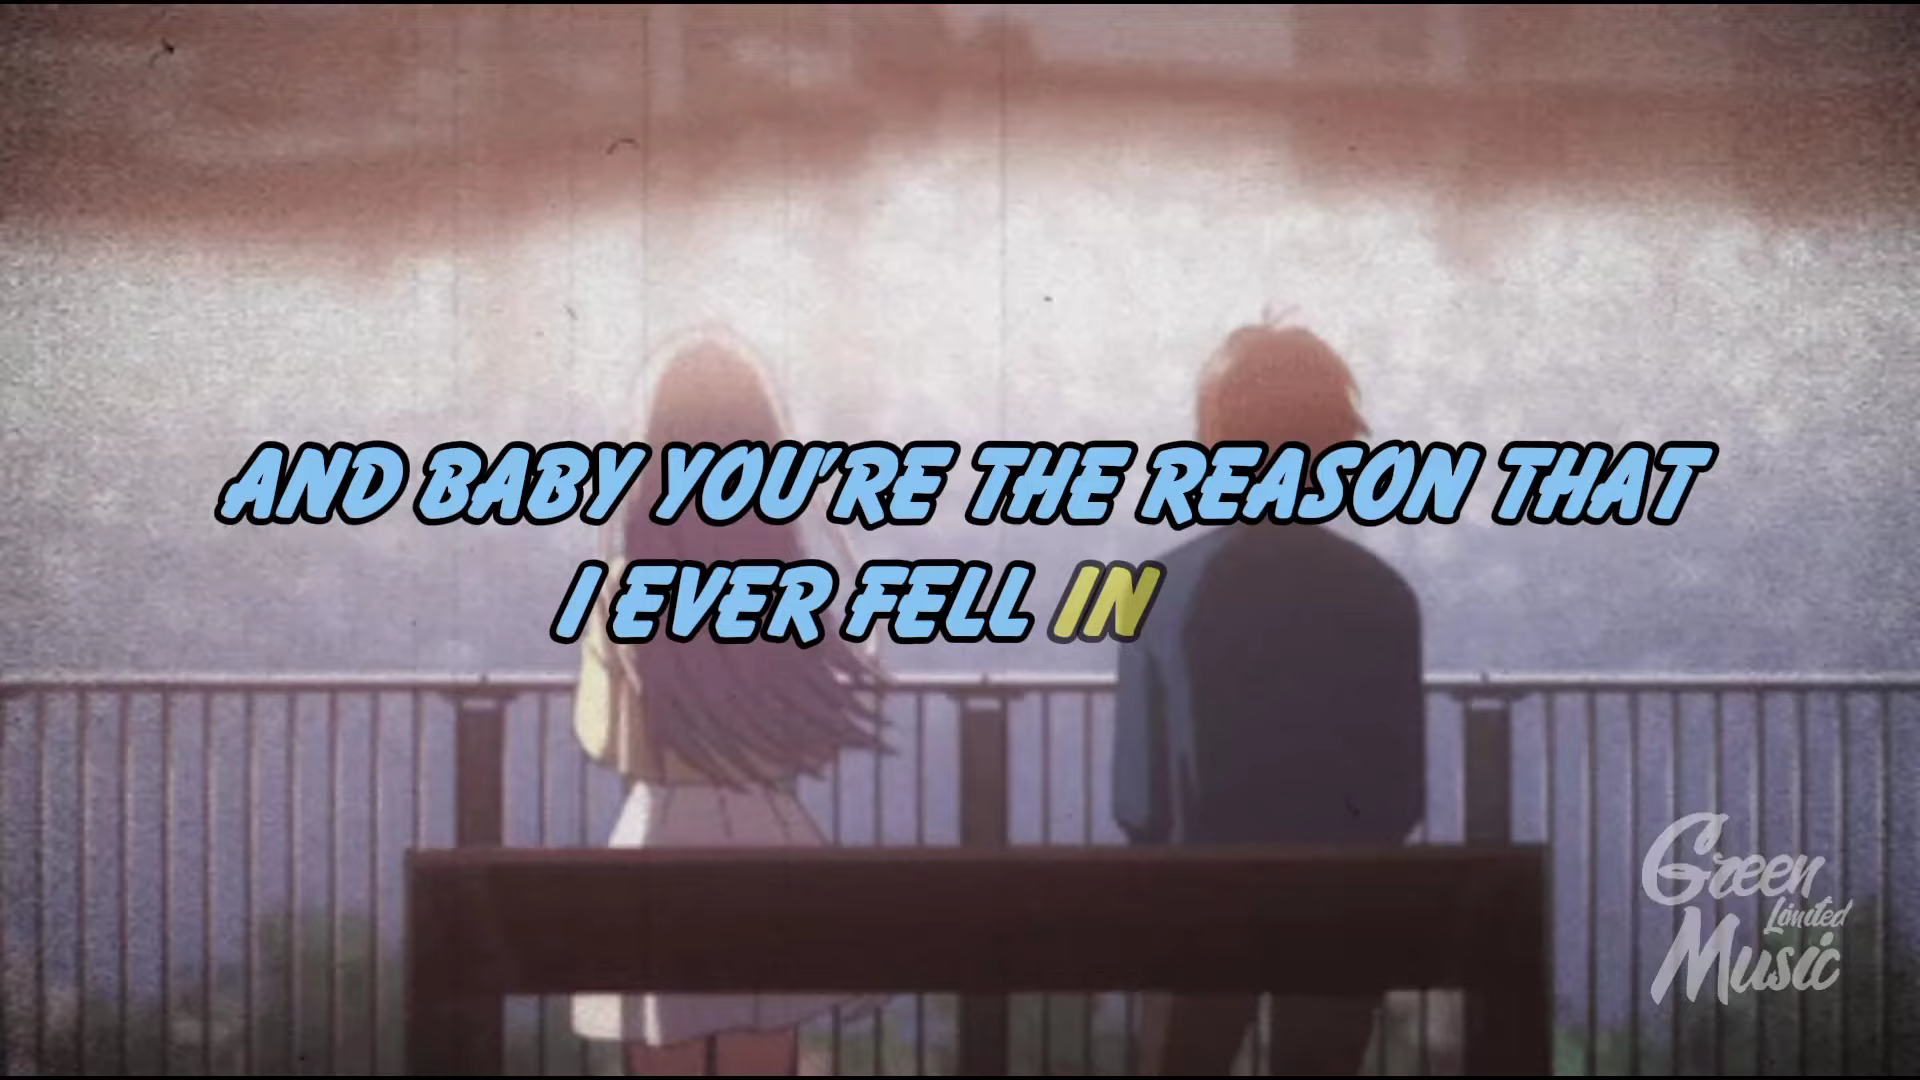 AND BABY YOU'RE THE REASON THAT
I EVER FELL IN
Green
Limited
Music